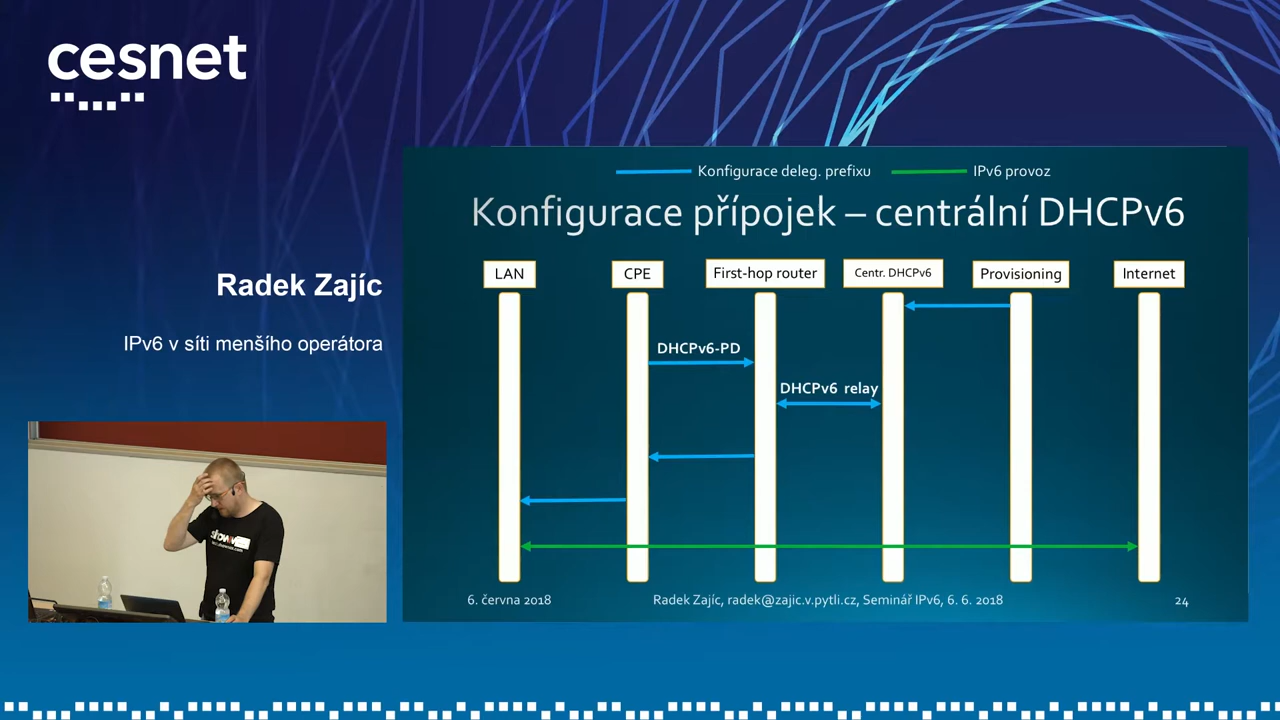 cesnet
Konfigurace deleg. prefixu
IPv6 provoz
Konfigurace přípojek – centrální DHCPv6
LAN
CPE
First-hop router
Centr. DHCPv6
Provisioning
Internet
DHCPv6-PD
DHCPv6 relay
6. června 2018
Radek Zajíc, radek@zajic.v.pytli.cz, Seminář IPv6, 6. 6. 2018
24
Radek Zajíc
IPv6 v síti menšího operátora